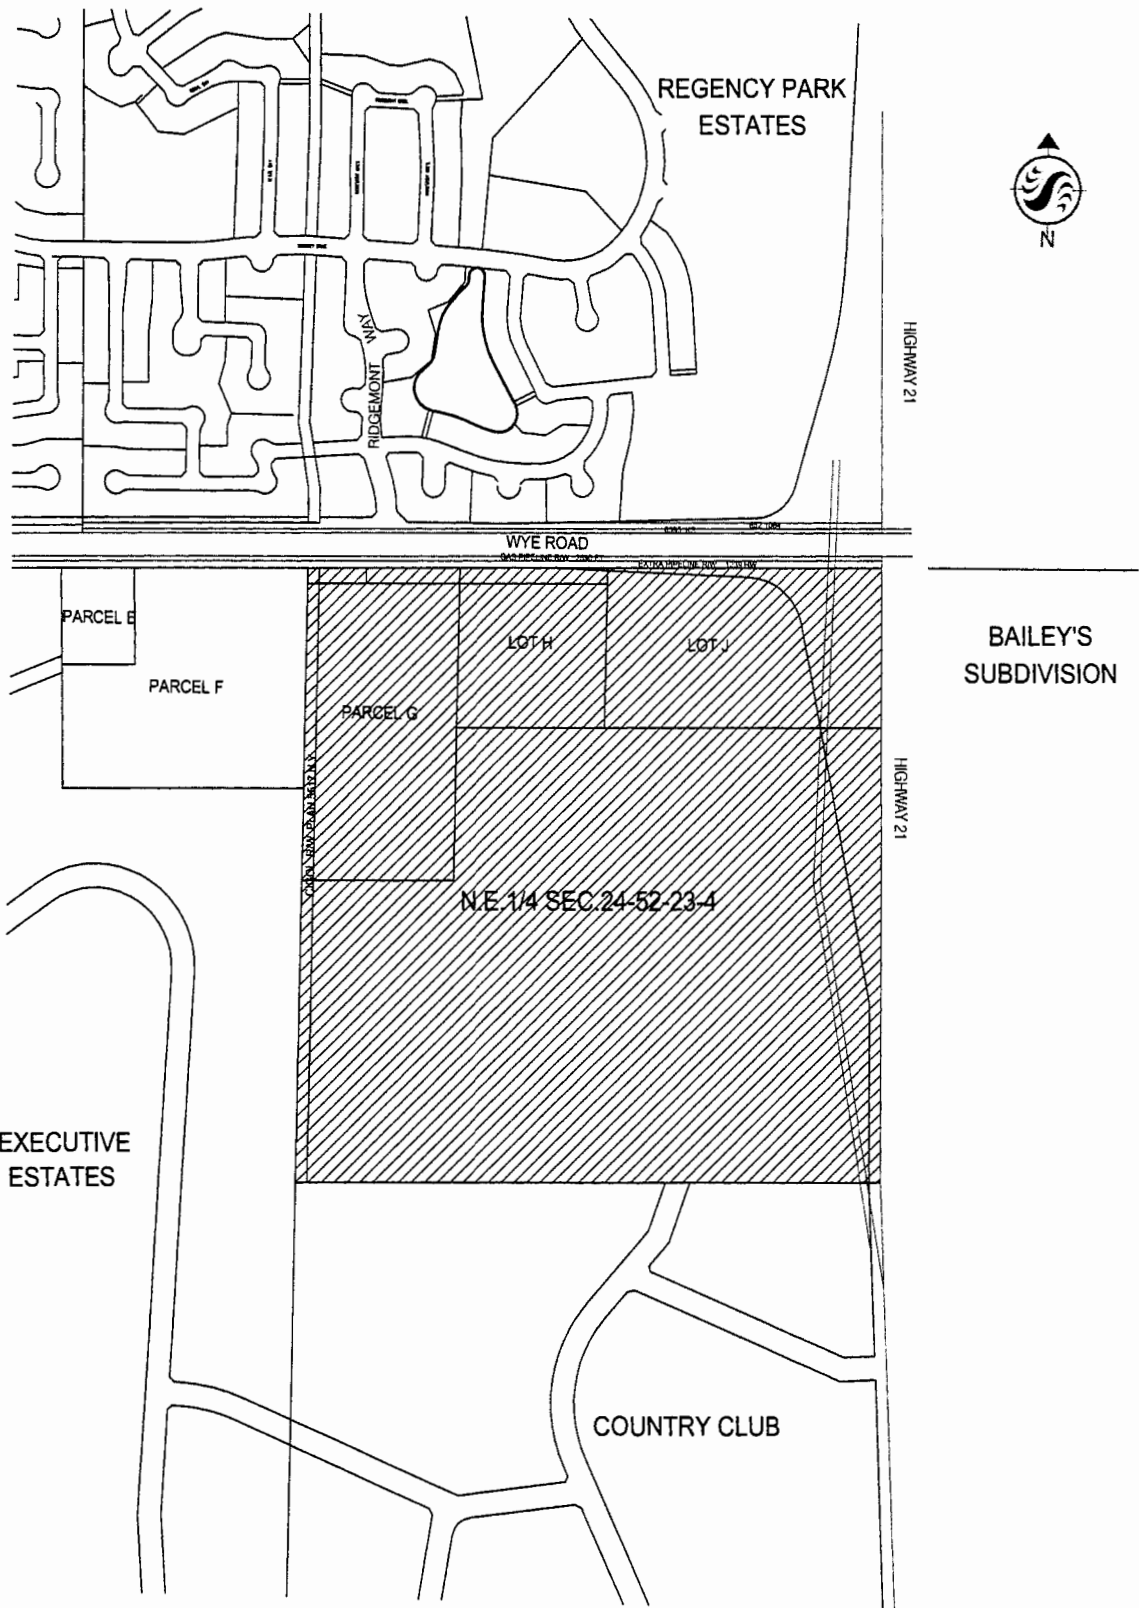 REGENCY PARK
ESTATES
N
HIGHWAY 21
RIDGEMONT WAY
WYE ROAD
PARCEL E
PARCEL F
PARCEL G
LOT H
LOT J
BAILEY'S
SUBDIVISION
HIGHWAY 21
N.E.1/4 SEC.24-52-23-4
EXECUTIVE
ESTATES
COUNTRY CLUB